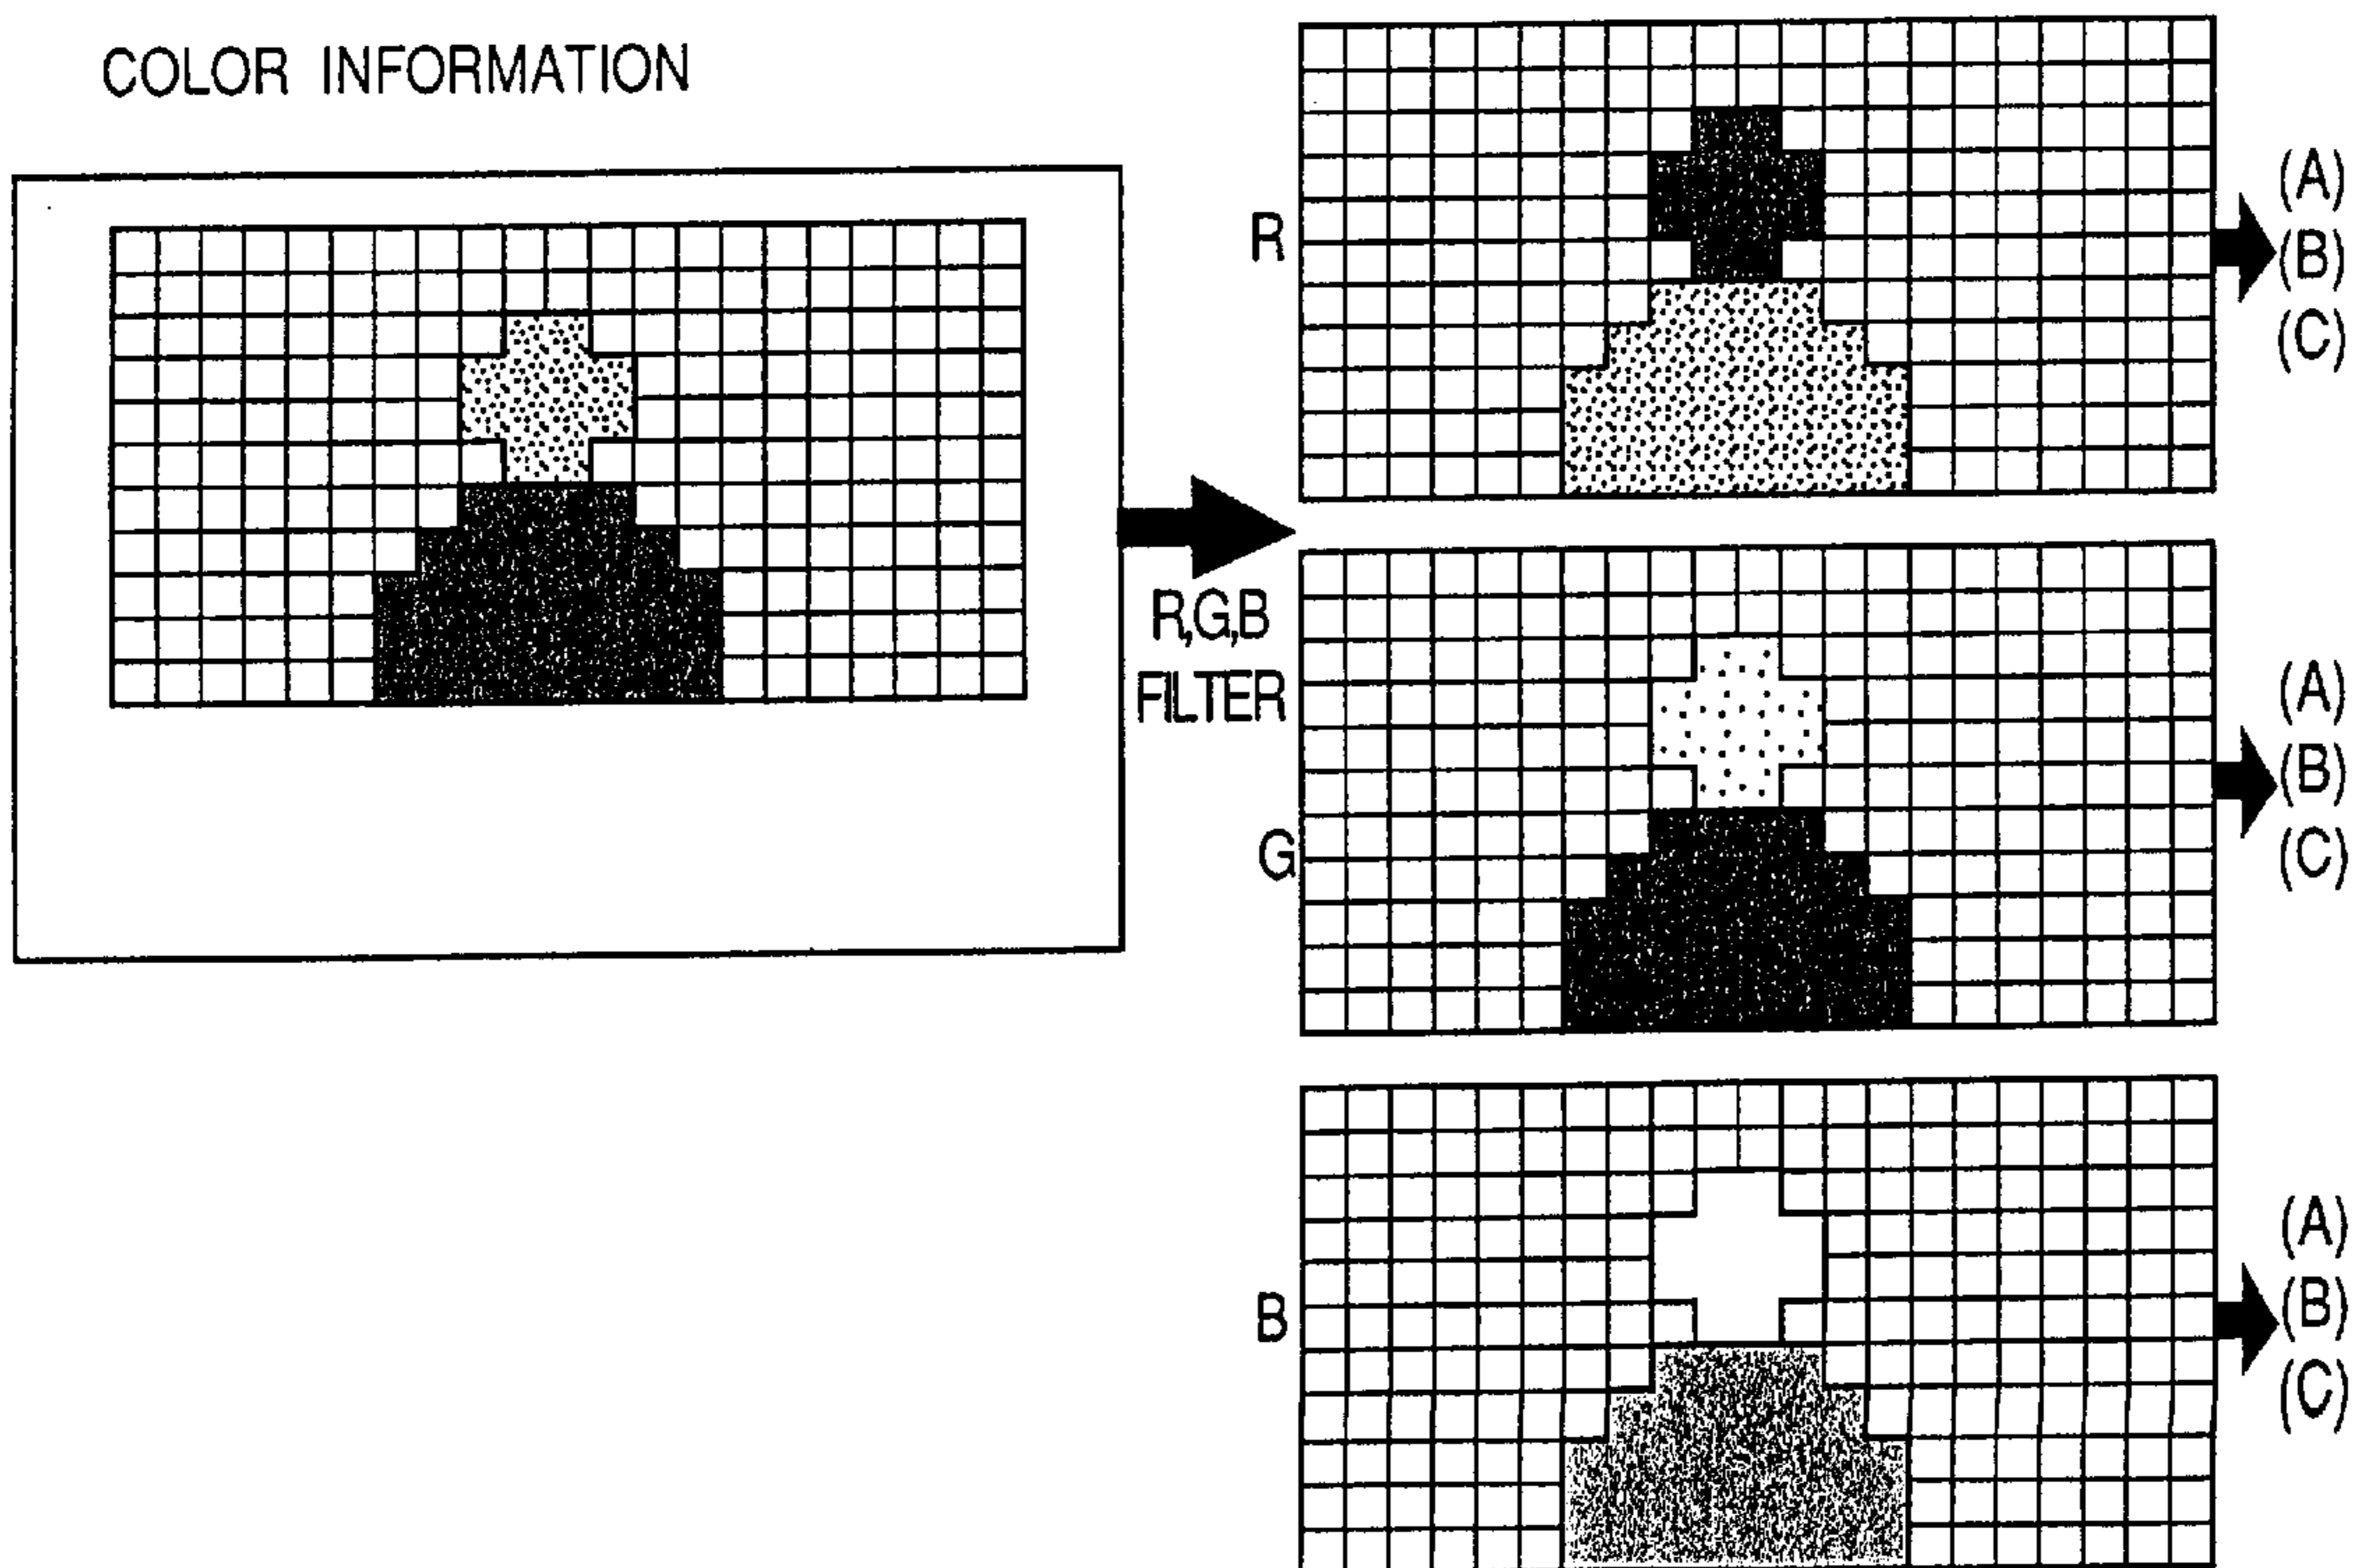 COLOR INFORMATION
R,G,B
FILTER
R
(A)
(B)
(C)
G
(A)
(B)
(C)
B
(A)
(B)
(C)